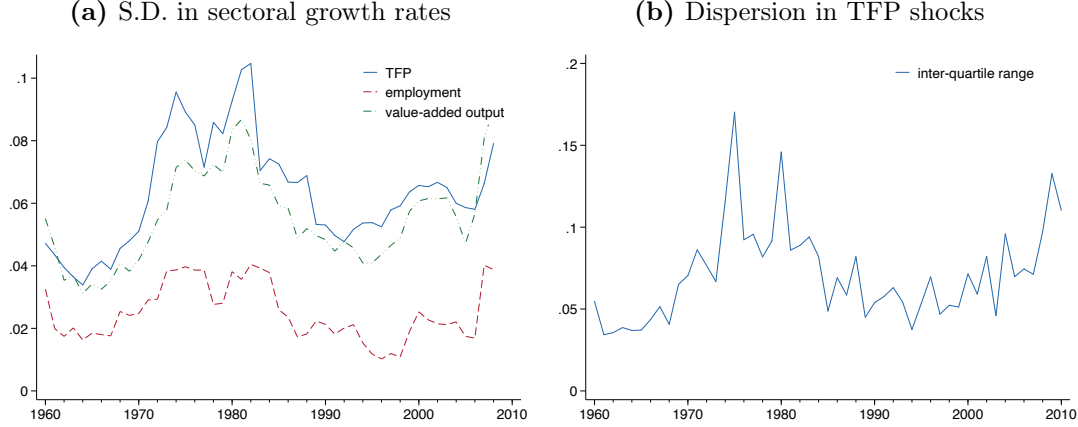 (a) S.D. in sectoral growth rates
TFP
employment
value-added output
.1
.08
.06
.04
.02
0
1960 1970 1980 1990 2000 2010
(b) Dispersion in TFP shocks
inter-quartile range
.2
.15
.1
.05
0
1960 1970 1980 1990 2000 2010